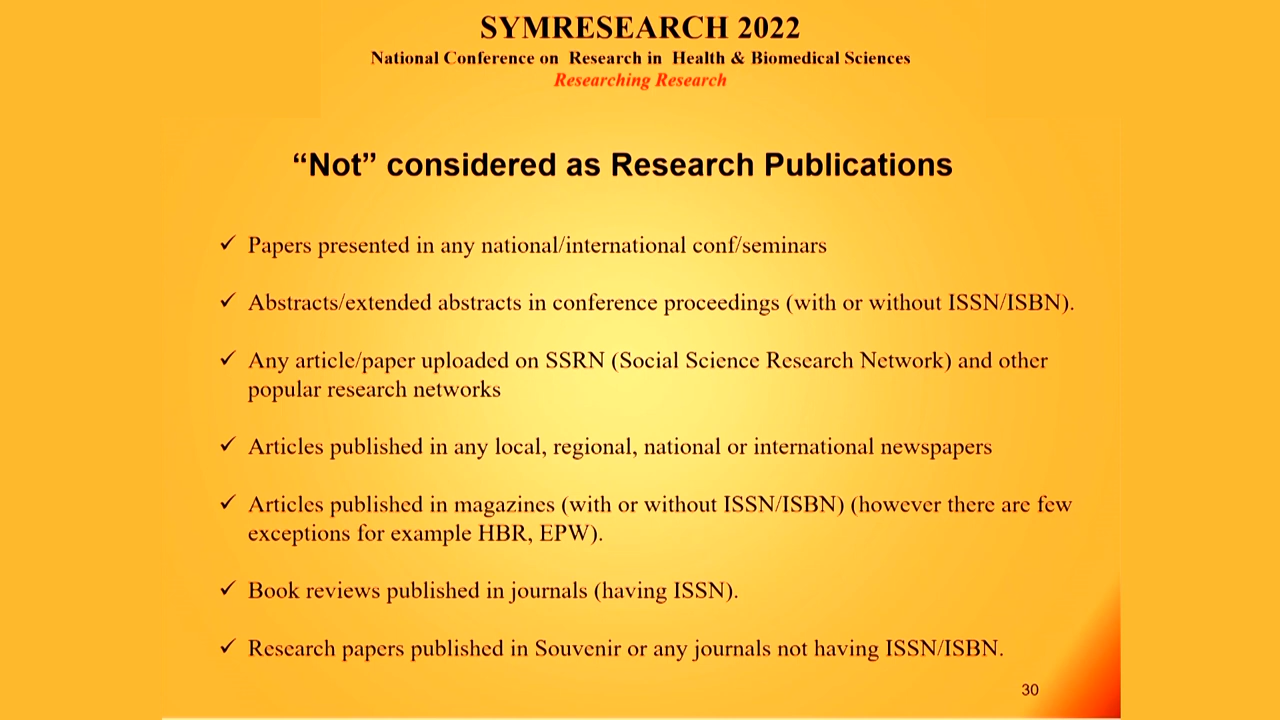 SYMRESEARCH 2022
National Conference on Research in Health & Biomedical Sciences
Researching Research
“Not” considered as Research Publications
✓ Papers presented in any national/international conf/seminars
✓ Abstracts/extended abstracts in conference proceedings (with or without ISSN/ISBN).
✓ Any article/paper uploaded on SSRN (Social Science Research Network) and other
popular research networks
✓ Articles published in any local, regional, national or international newspapers
✓ Articles published in magazines (with or without ISSN/ISBN) (however there are few
exceptions for example HBR, EPW).
✓ Book reviews published in journals (having ISSN).
✓ Research papers published in Souvenir or any journals not having ISSN/ISBN.
30